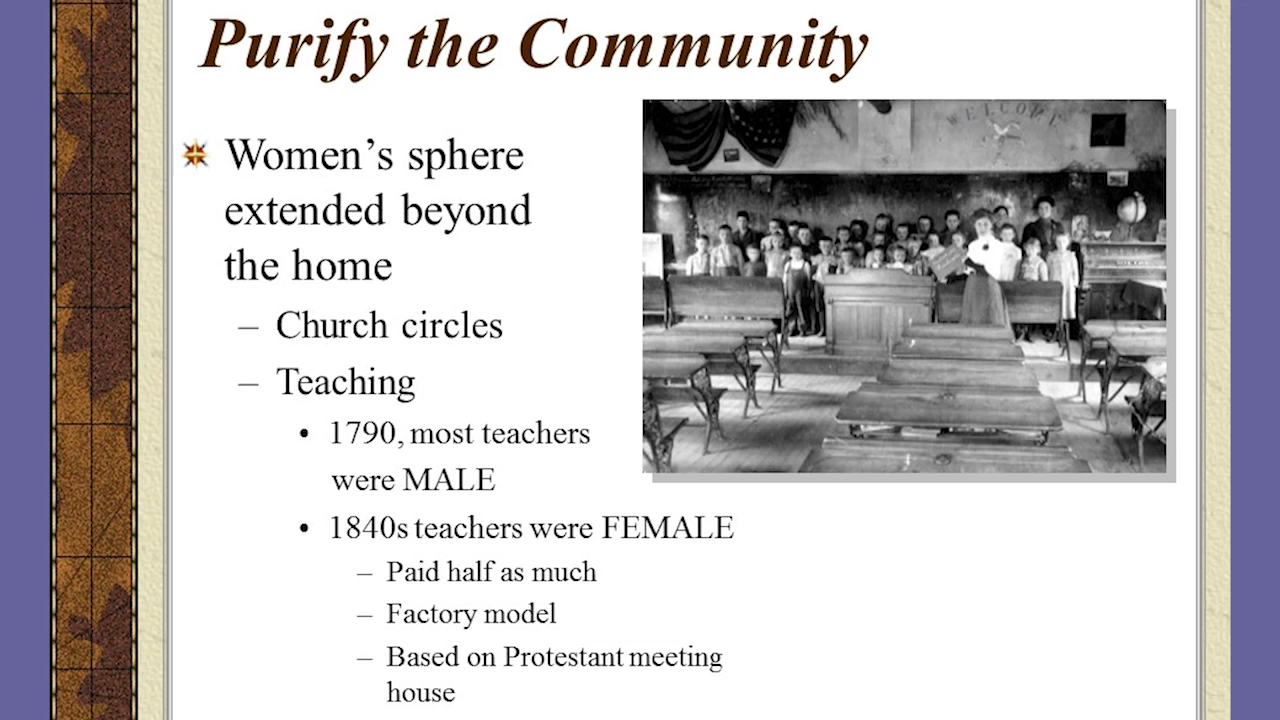 Purify the Community
Women’s sphere
extended beyond
the home
– Church circles
– Teaching
• 1790, most teachers
were MALE
• 1840s teachers were FEMALE
– Paid half as much
– Factory model
– Based on Protestant meeting
house
WELCOME